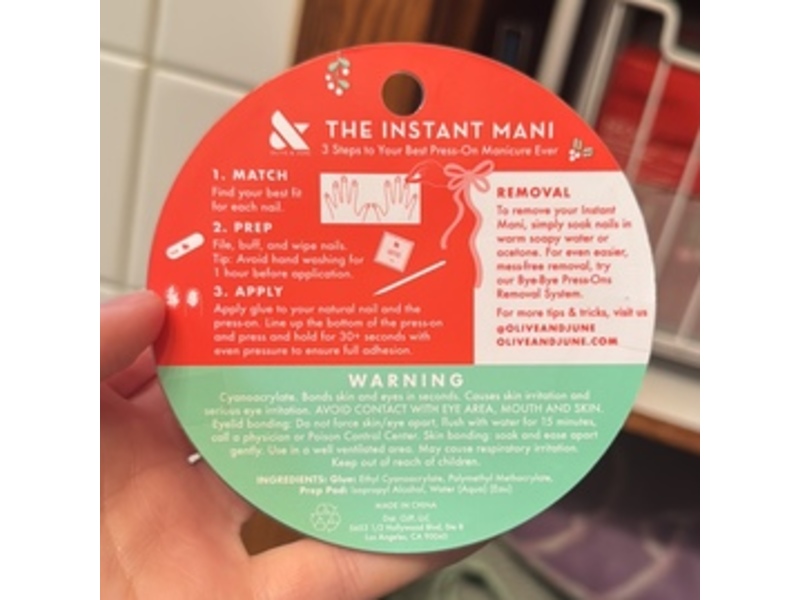 THE INSTANT MANI
3 Steps to Your Best Press-On Manicure Ever
1. MATCH
Find your best fit
for each nail.
2. PREP
File, buff, and wipe nails.
Tip: Avoid hand washing for
1 hour before application.
3. APPLY
Apply glue to your natural nail and the
press-on. Line up the bottom of the press-on
and press and hold for 30+ seconds with
even pressure to ensure full adhesion.
REMOVAL
To remove your Instant
Mani, simply soak nails in
warm soapy water or
acetone. For even easier,
mess-free removal, try
our Bye-Bye Press-Ons
Removal System.
For more tips & tricks, visit us
@OLIVEANDJUNE
OLIVEANDJUNE.COM
WARNING
Cyanoacrylate. Bonds skin and eyes in seconds. Causes skin irritation and
serious eye irritation. AVOID CONTACT WITH EYE AREA, MOUTH AND SKIN.
Eyelid bonding: Do not force skin/eye apart, flush with water for 15 minutes,
call a physician or Poison Control Center. Skin bonding: soak and ease apart
gently. Use in a well ventilated area. May cause respiratory irritation.
Keep out of reach of children.
INGREDIENTS: Glue: Ethyl Cyanoacrylate, Polymethyl Methacrylate,
Prep Pad: Isopropyl Alcohol, Water (Aqua) (Eau)
MADE IN CHINA
Dist. GIPI, LLC
5603 1/2 Hollywood Blvd, Ste B
Los Angeles, CA